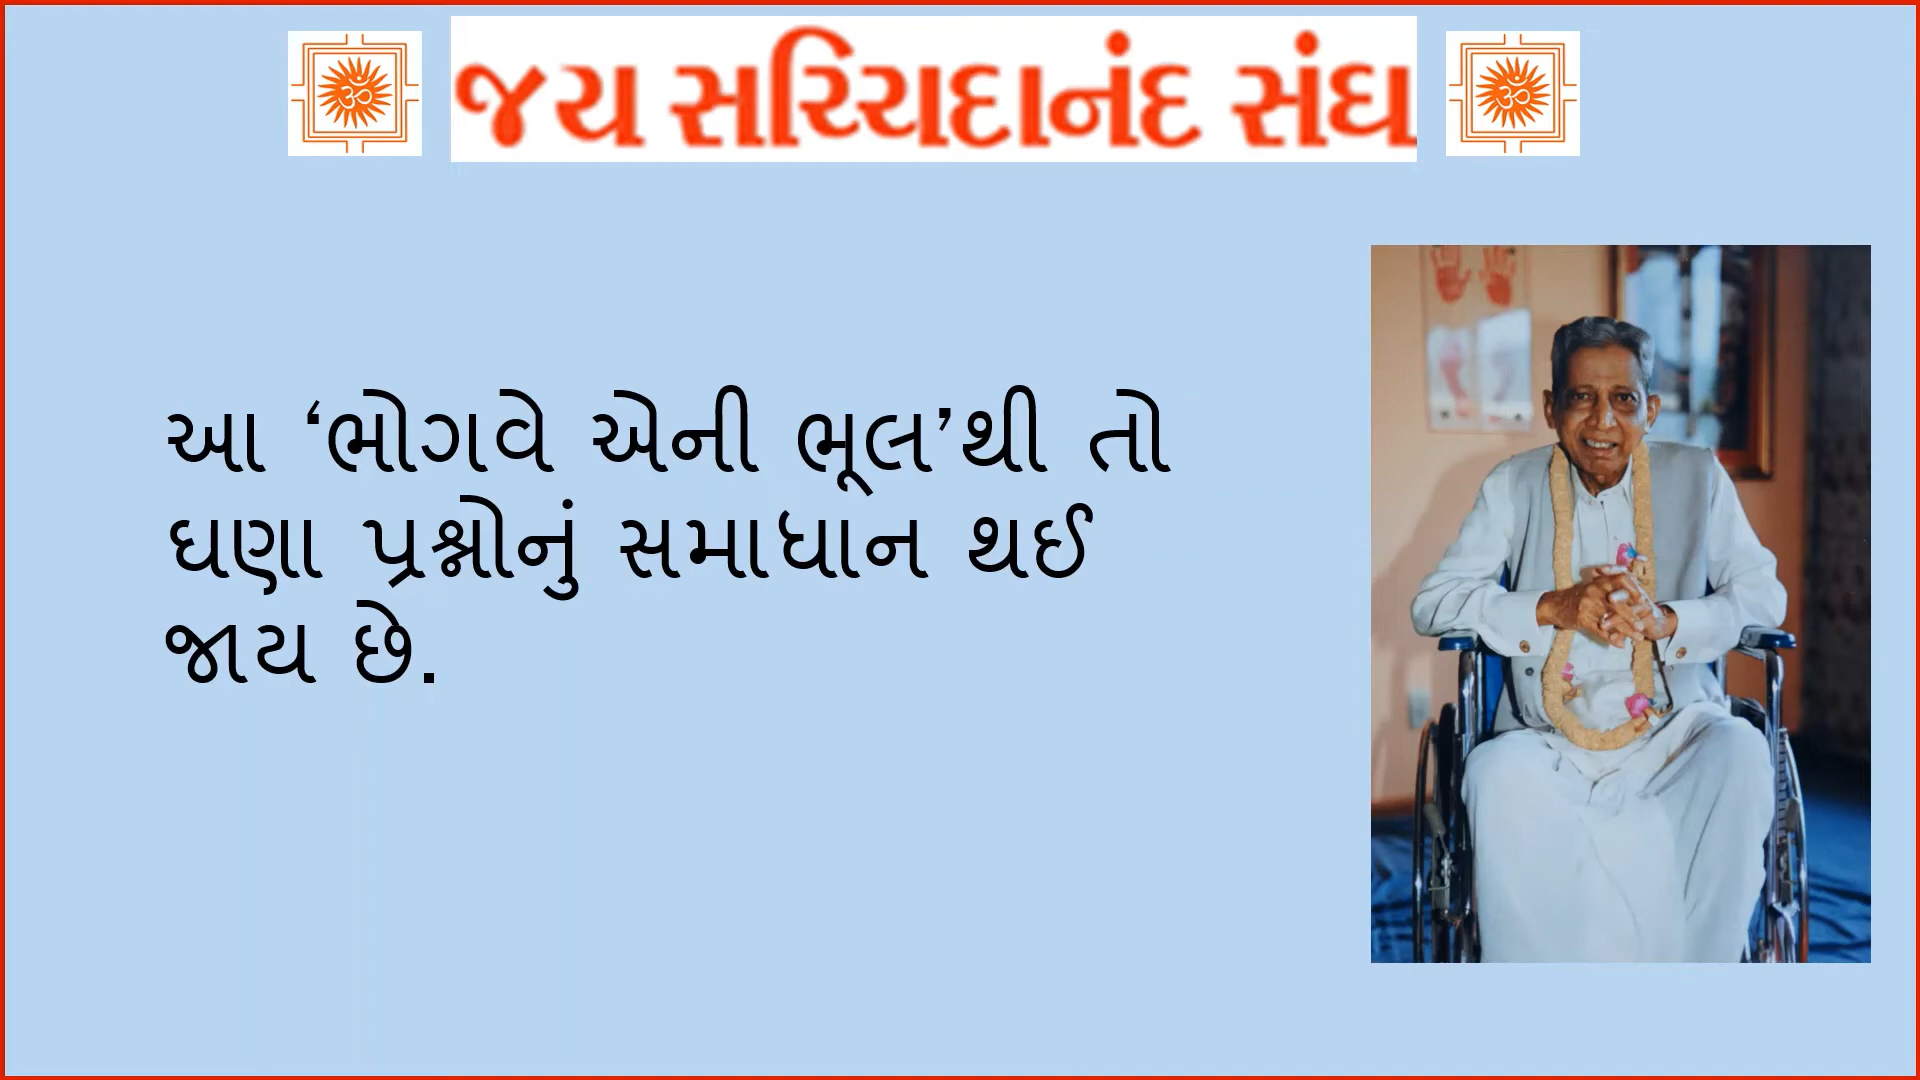 જય સચ્ચિદાનંદ સંઘ
આ ‘ભોગવે એની ભૂલ’થી તો
ઘણા પ્રશ્નોનું સમાધાન થઈ
જાય છે.